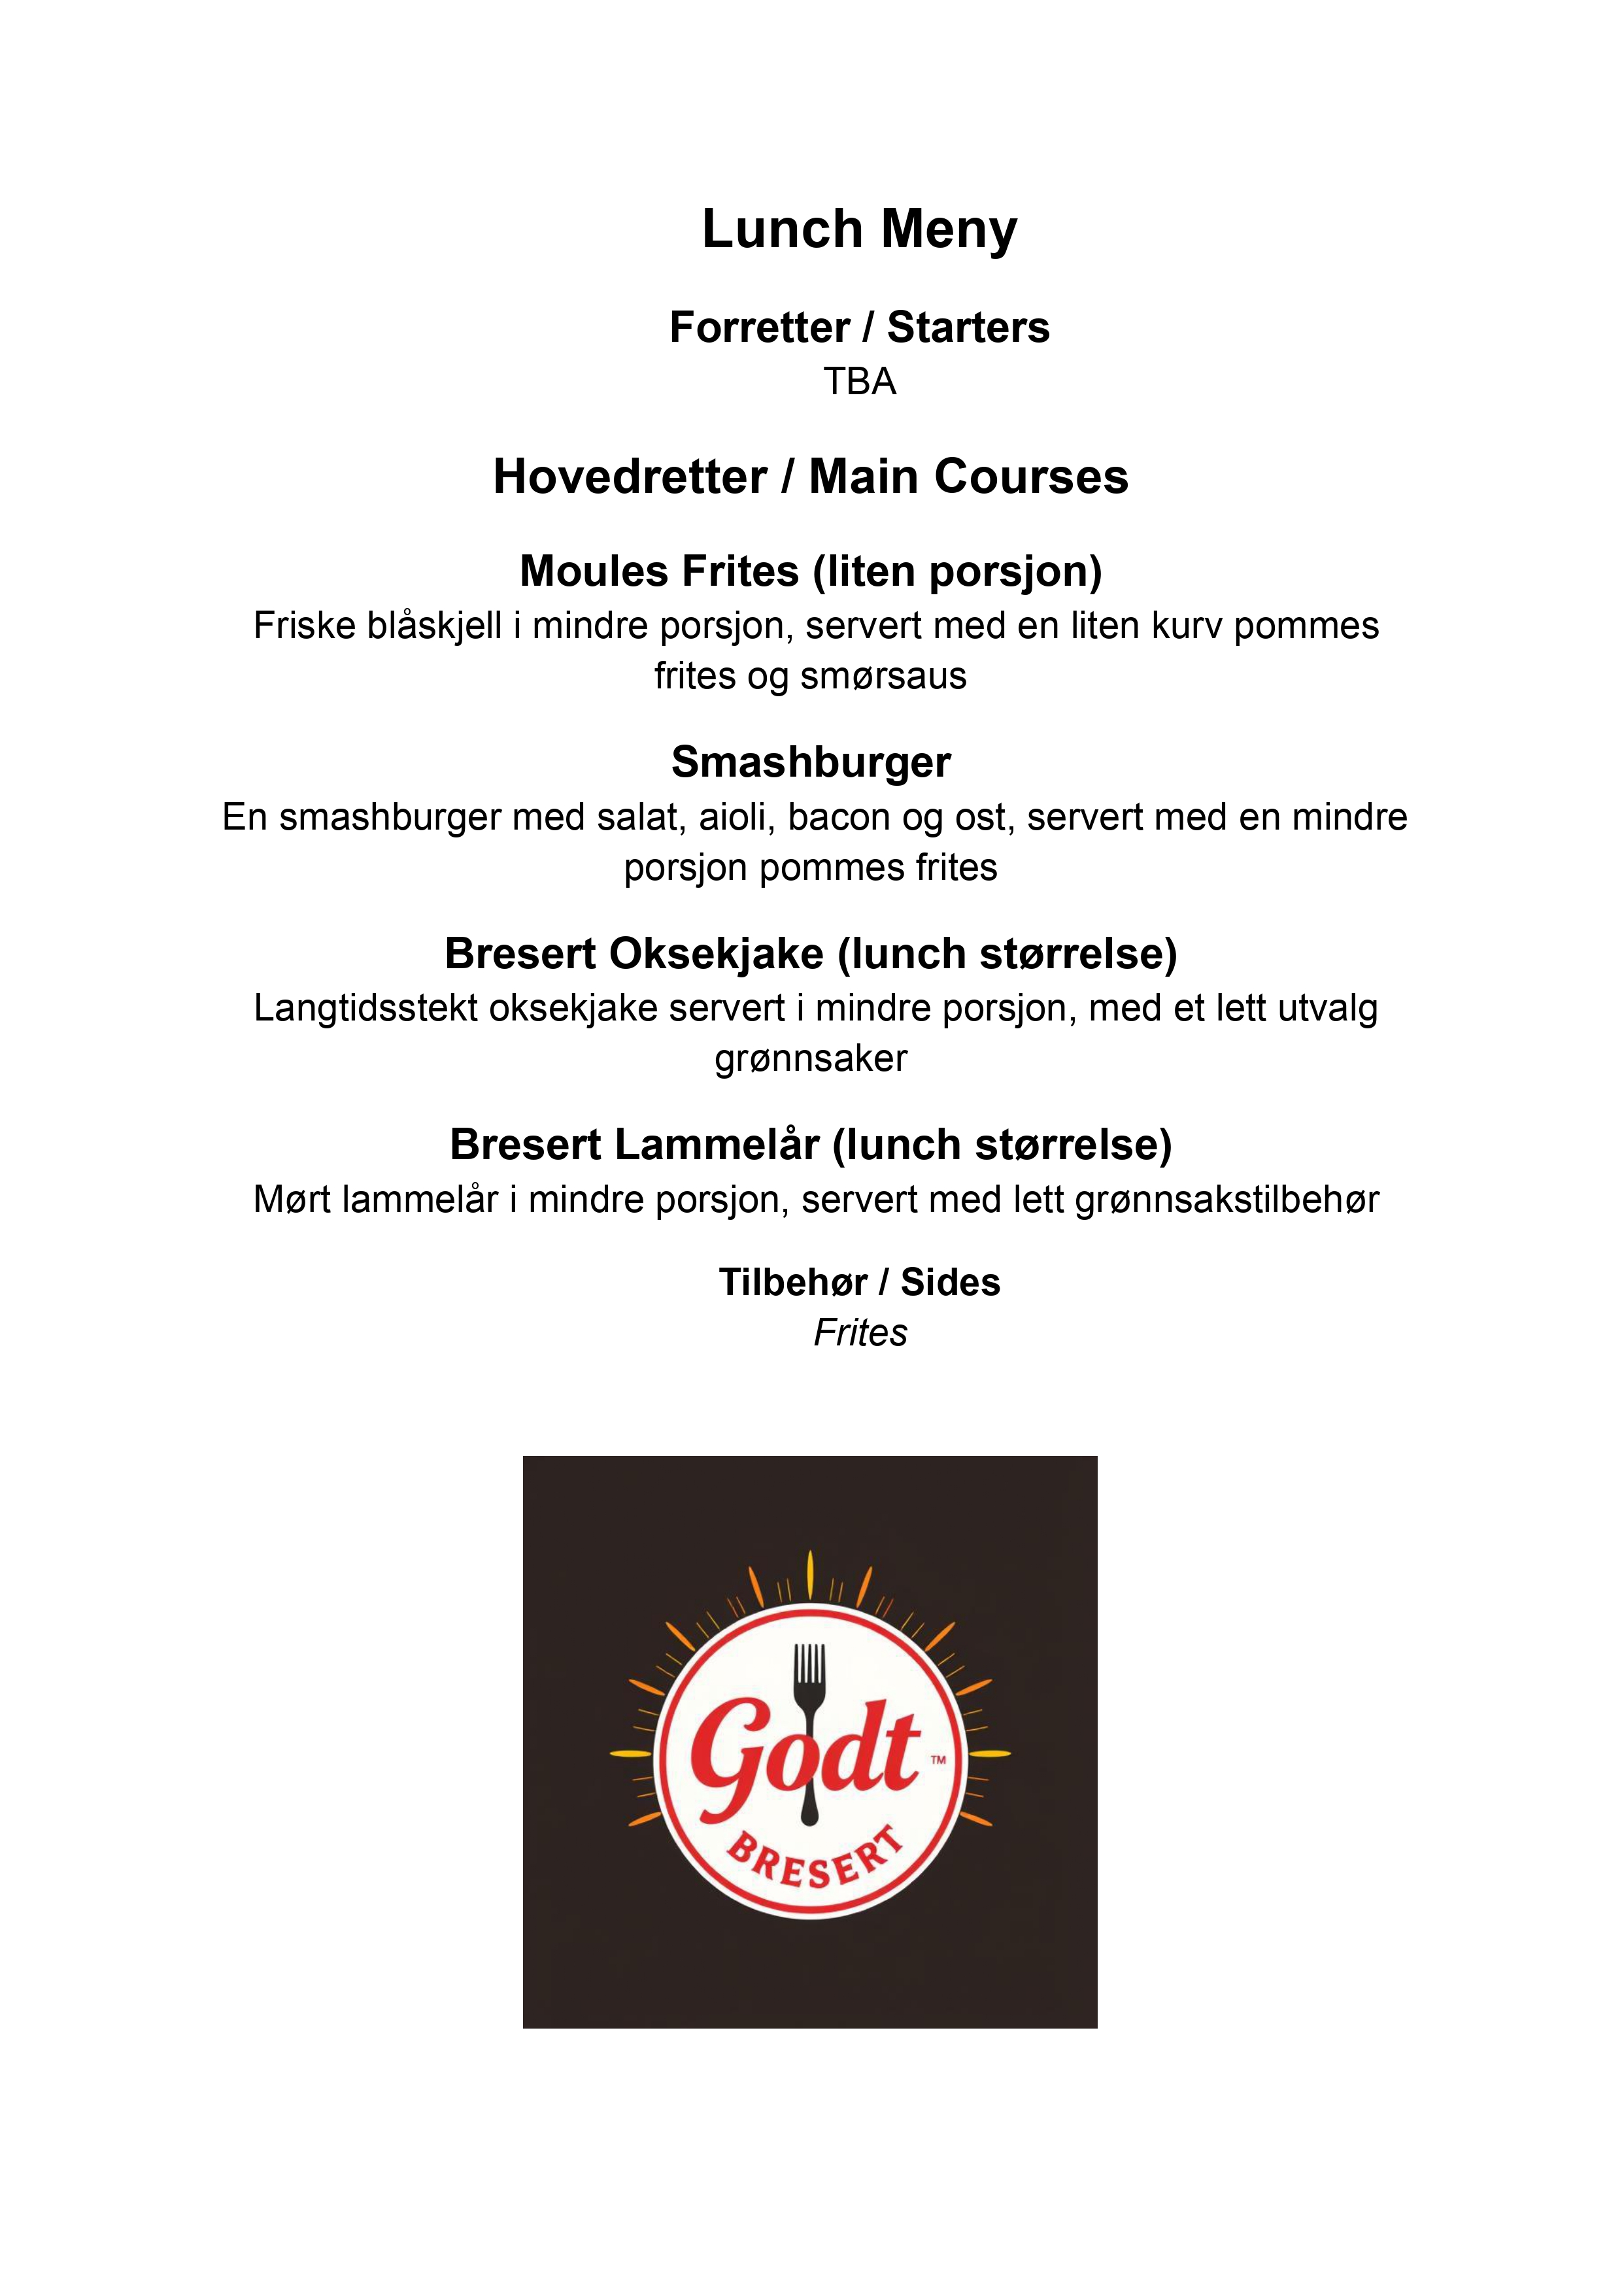 Lunch Meny
Forretter / Starters
TBA
Hovedretter / Main Courses
Moules Frites (liten porsjon)
Friske blåskjell i mindre porsjon, servert med en liten kurv pommes
frites og smørsaus
Smashburger
En smashburger med salat, aioli, bacon og ost, servert med en mindre
porsjon pommes frites
Bresert Oksekjake (lunch størrelse)
Langtidsstekt oksekjake servert i mindre porsjon, med et lett utvalg
grønnsaker
Bresert Lammelår (lunch størrelse)
Mørt lammelår i mindre porsjon, servert med lett grønnsakstilbehør
Tilbehør / Sides
Frites
Godt ™
BRESERT